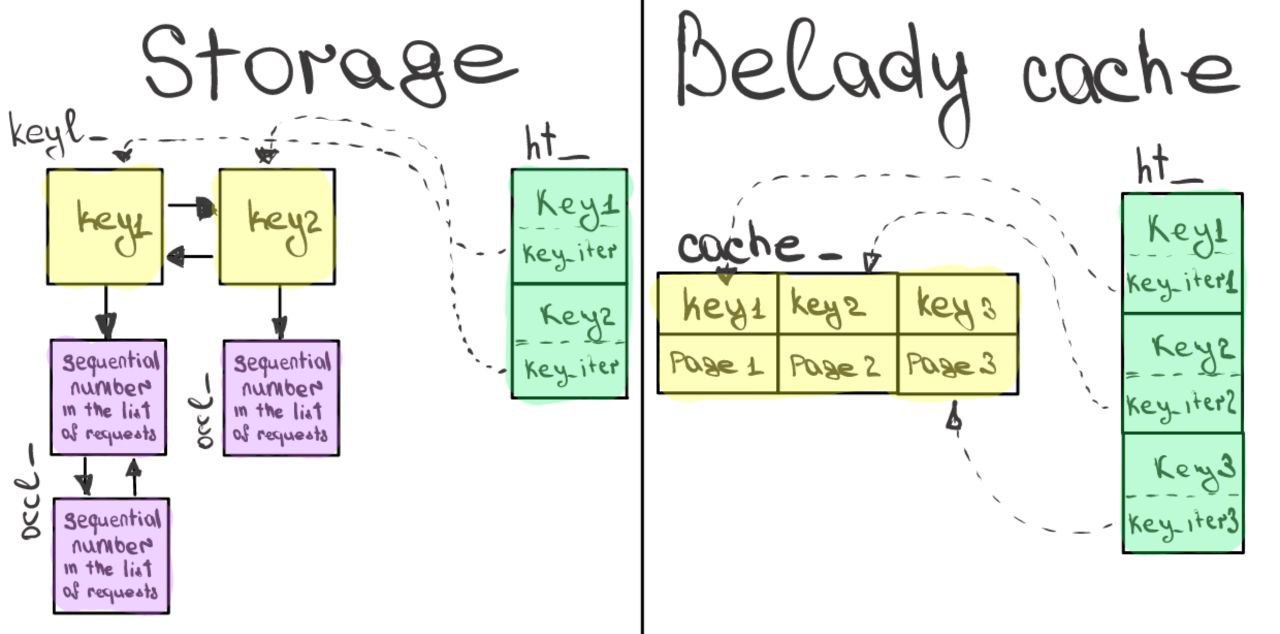 Storage
keyl_
key1
key2
sequential
number
in the list
of requests
sequential
number
in the list
of requests
occl_
occl_
sequential
number
in the list
of requests
ht_
Key1
key_iter
Key2
key_iter
Belady cache
cache_
key1
key2
key3
Page 1
Page 2
Page 3
ht_
Key1
key_iter1
Key2
key_iter2
Key3
key_iter3